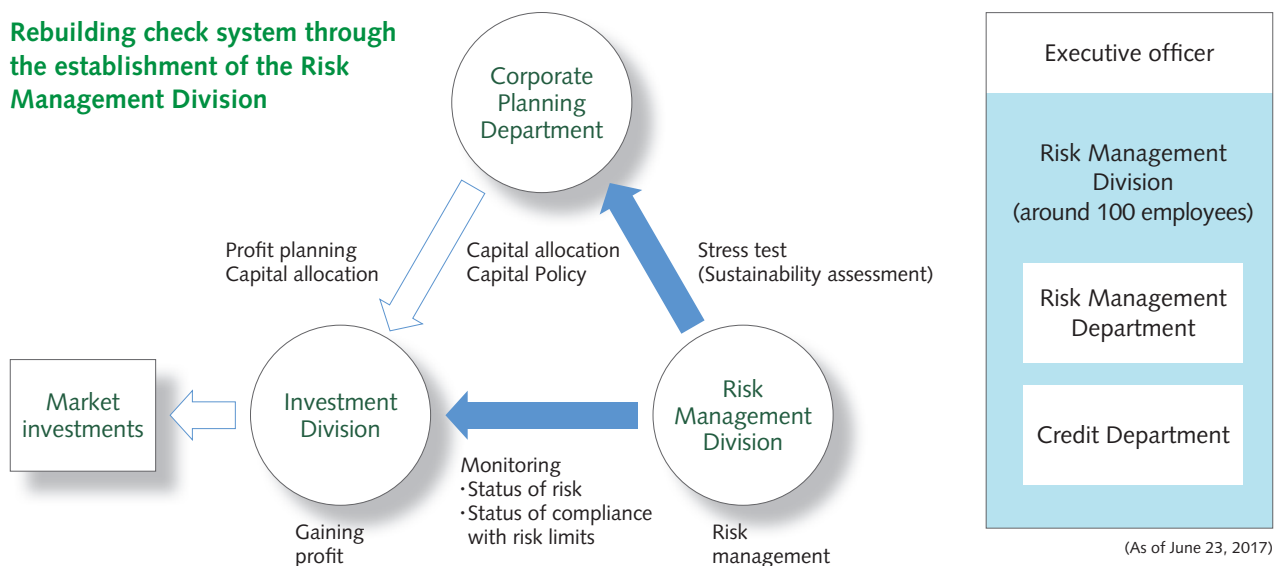 Rebuilding check system through
the establishment of the Risk
Management Division
Corporate
Planning
Department
Profit planning
Capital allocation
Capital allocation
Capital Policy
Stress test
(Sustainability assessment)
Market
investments
Investment
Division
Risk
Management
Division
Monitoring
・Status of risk
・Status of compliance
with risk limits
Gaining
profit
Risk
management
Executive officer
Risk Management
Division
(around 100 employees)
Risk Management
Department
Credit Department
(As of June 23, 2017)